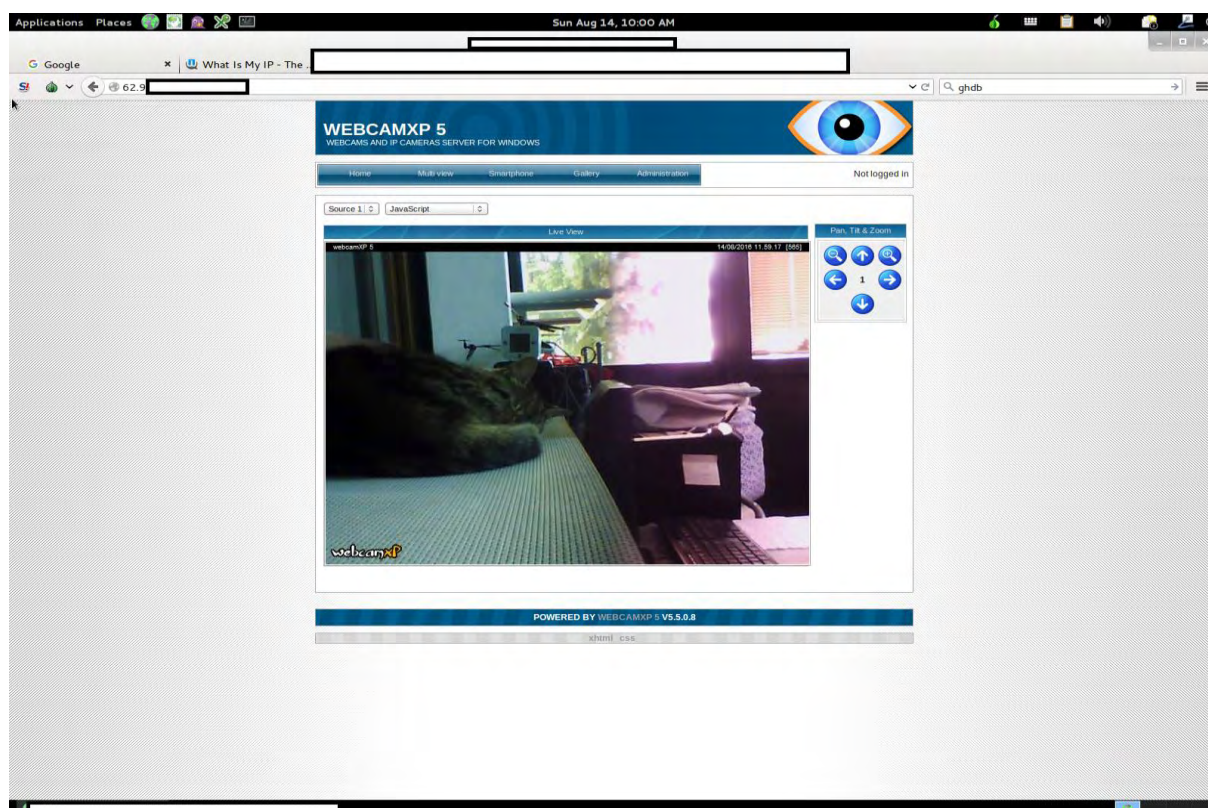 Applications Places Sun Aug 14, 10:00 AM
Google × What Is My IP - The ..
S! 62.9 ghdb
WEBCAMXP 5
WEBCAMS AND IP CAMERAS SERVER FOR WINDOWS
Home Multi view Smartphone Gallery Administration Not logged in
Source 1 JavaScript
Live View Pan, Tilt & Zoom
webcamXP 5 14/08/2016 11.59.17 [565]
1
webcamXP
POWERED BY WEBCAMXP 5 V5.5.0.8
xhtml css